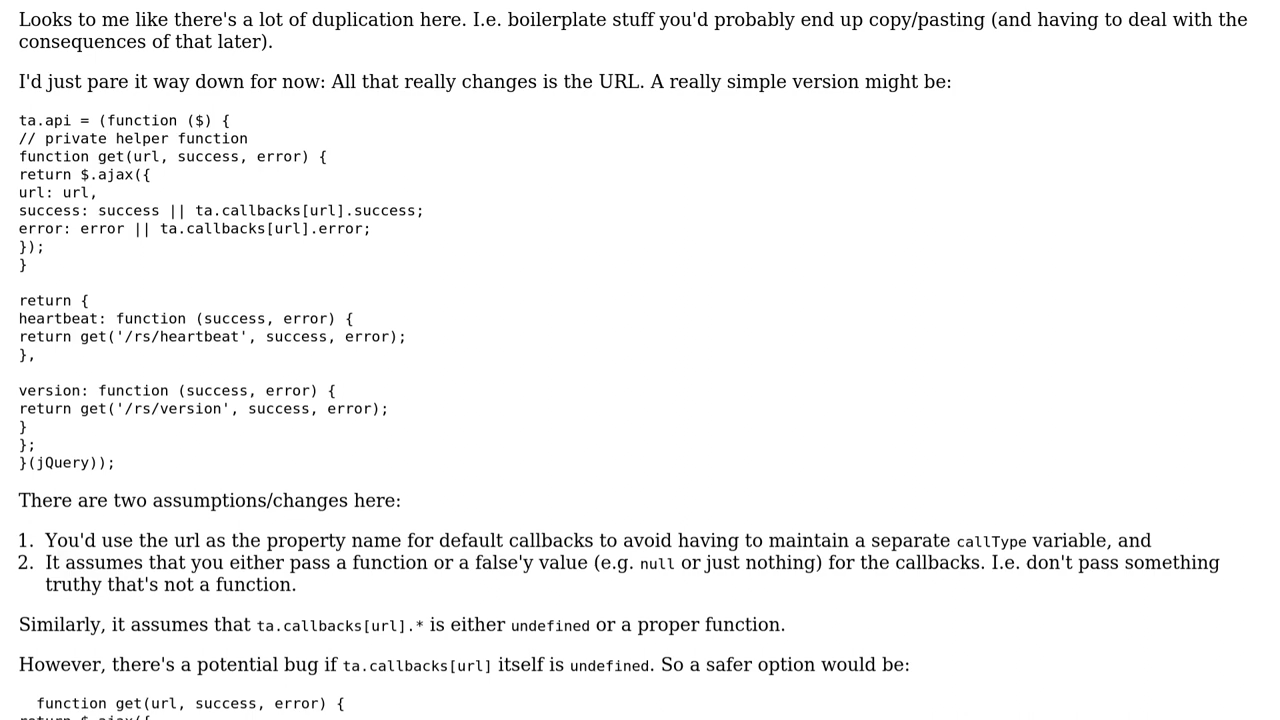 Looks to me like there's a lot of duplication here. I.e. boilerplate stuff you'd probably end up copy/pasting (and having to deal with the
consequences of that later).
I'd just pare it way down for now: All that really changes is the URL. A really simple version might be:
ta.api = (function ($) {
// private helper function
function get(url, success, error) {
return $.ajax({
url: url,
success: success || ta.callbacks[url].success;
error: error || ta.callbacks[url].error;
});
}
return {
heartbeat: function (success, error) {
return get('/rs/heartbeat', success, error);
},
version: function (success, error) {
return get('/rs/version', success, error);
}
};
}(jQuery));
There are two assumptions/changes here:
1. You'd use the url as the property name for default callbacks to avoid having to maintain a separate callType variable, and
2. It assumes that you either pass a function or a false'y value (e.g. null or just nothing) for the callbacks. I.e. don't pass something
truthy that's not a function.
Similarly, it assumes that ta.callbacks[url].* is either undefined or a proper function.
However, there's a potential bug if ta.callbacks[url] itself is undefined. So a safer option would be:
function get(url, success, error) {
return $.ajax({